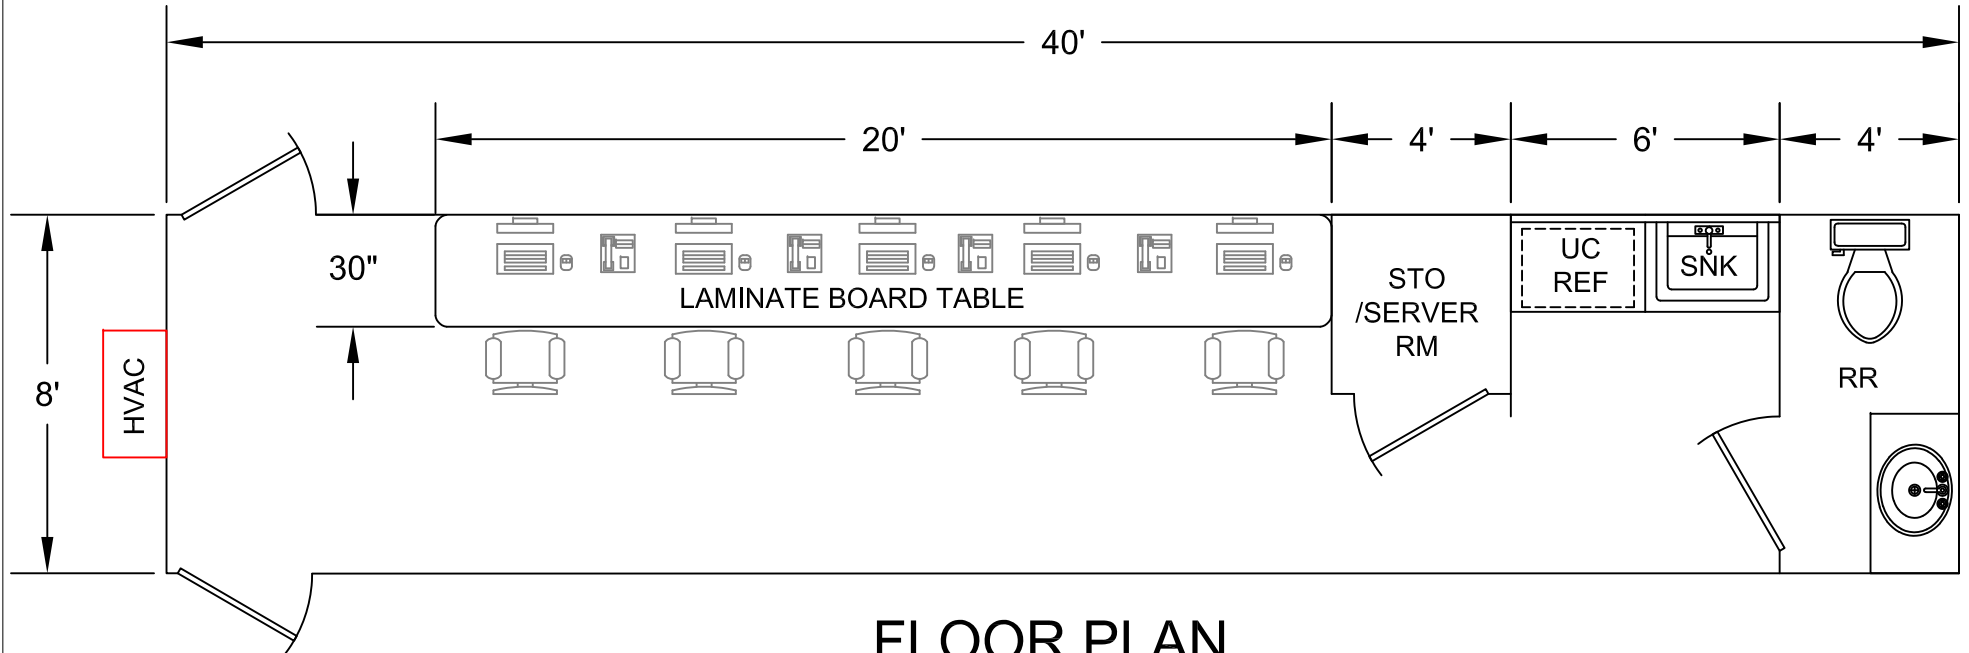 40'
20'
4'
6'
4'
30"
8'
HVAC
LAMINATE BOARD TABLE
STO
/SERVER
RM
UC
REF
SNK
RR
FLOOR PLAN